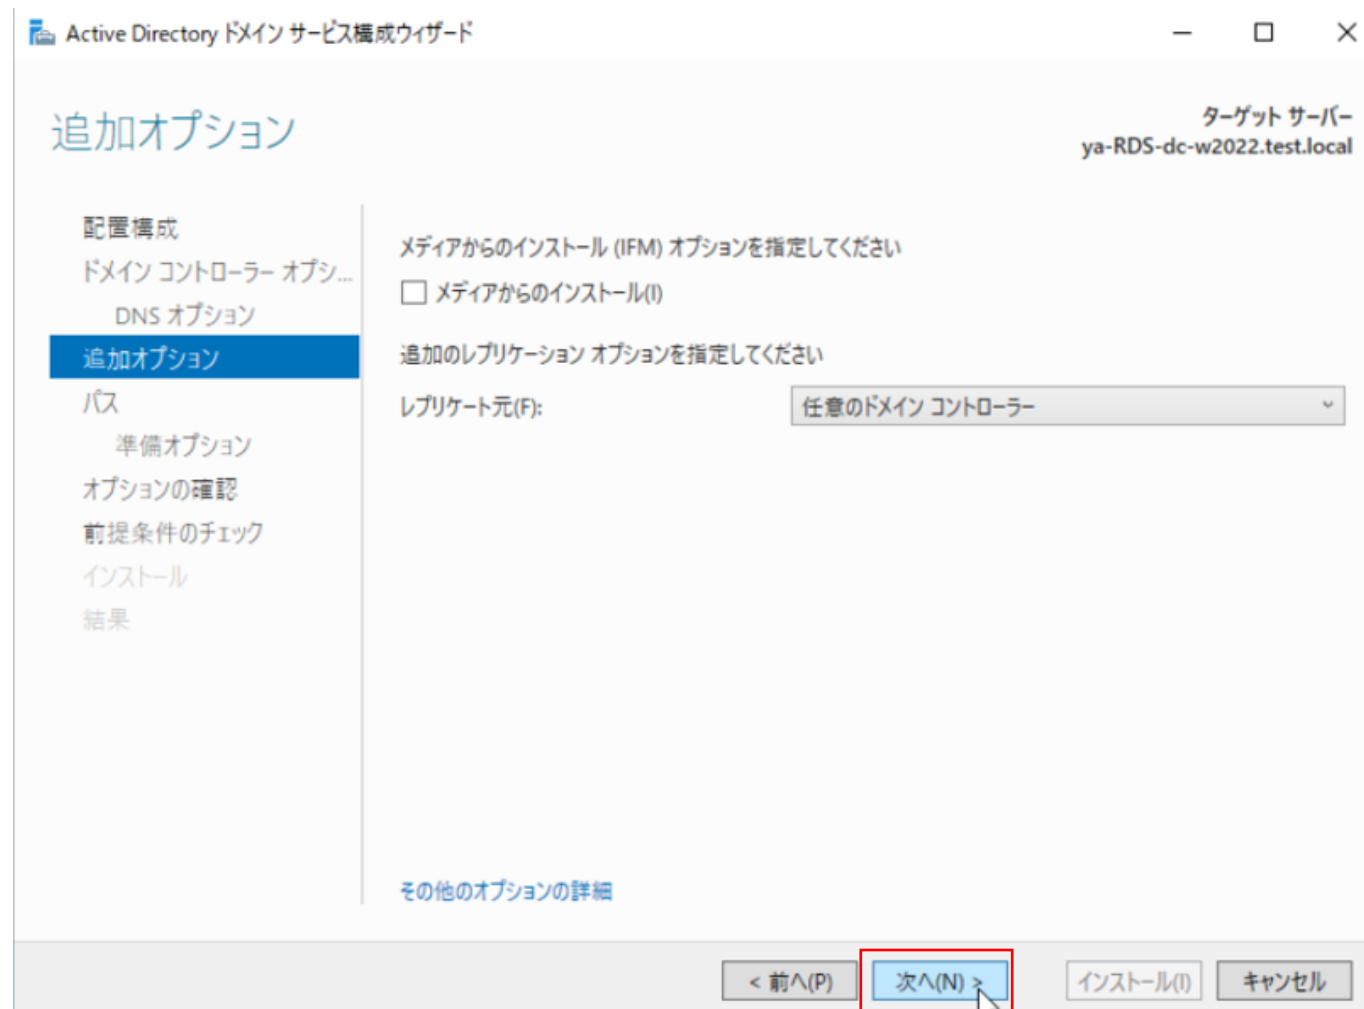 Active Directory ドメイン サービス構成ウィザード
追加オプション
ターゲット サーバー
ya-RDS-dc-w2022.test.local
配置構成
ドメイン コントローラー オプシ...
DNS オプション
追加オプション
パス
準備オプション
オプションの確認
前提条件のチェック
インストール
結果
メディアからのインストール (IFM) オプションを指定してください
メディアからのインストール(I)
追加のレプリケーション オプションを指定してください
レプリケート元(F):
任意のドメイン コントローラー
その他のオプションの詳細
< 前へ(P)
次へ(N) >
インストール(I)
キャンセル